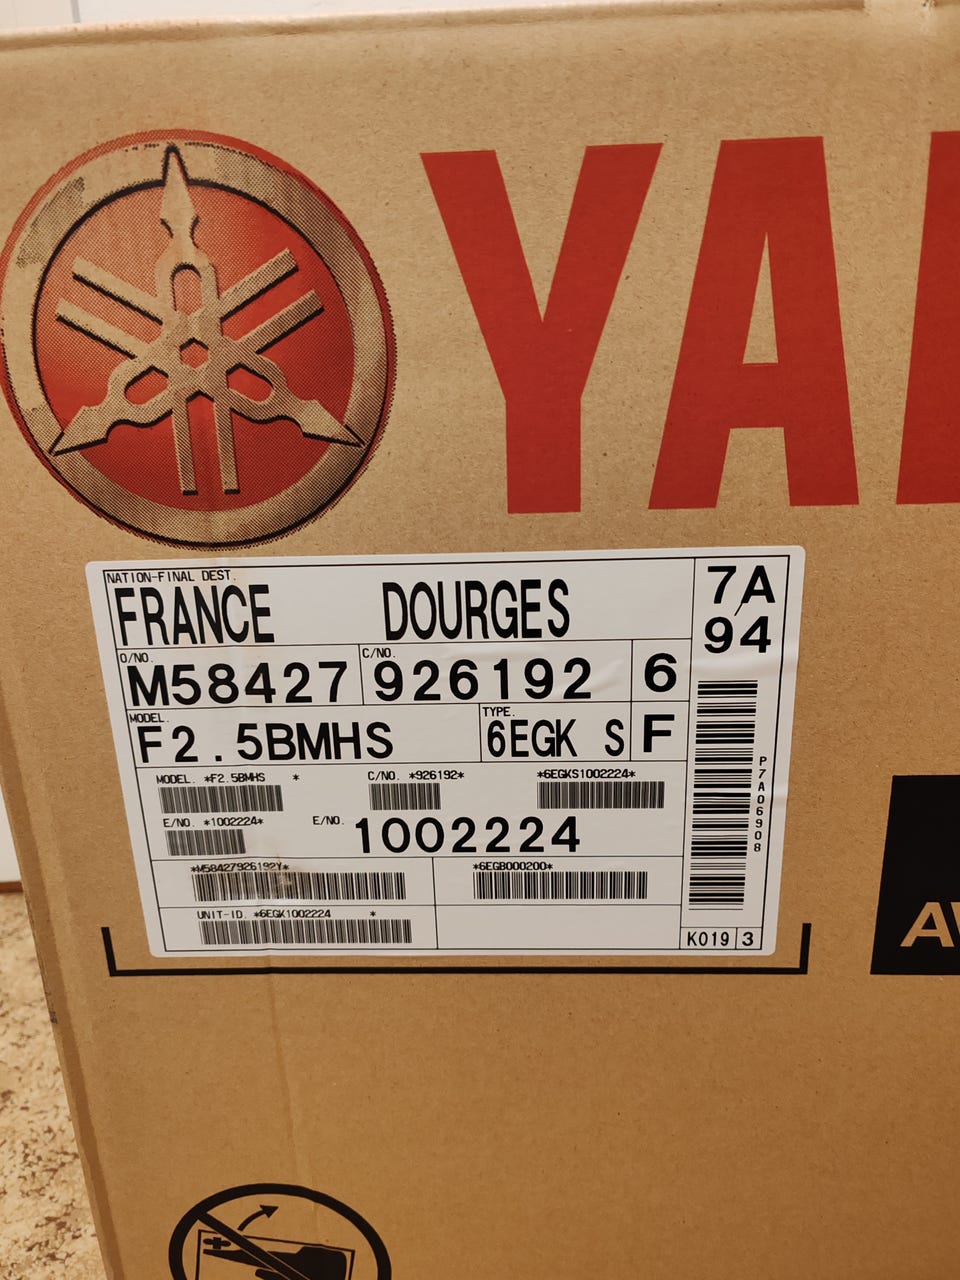 YA
NATION-FINAL DEST.
FRANCE DOURGES
7A/94
O/NO.
M58427
C/NO.
926192
6
MODEL.
F2.5BMHS
TYPE.
6EGK S
F
MODEL. *F2.5BMHS *
C/NO. *926192*
*6EGKS1002224*
E/NO. *1002224*
E/NO. 1002224
*M58427926192Y*
*6EGB000200*
UNIT-ID. *6EGK1002224 *
P7A06908
K019 3